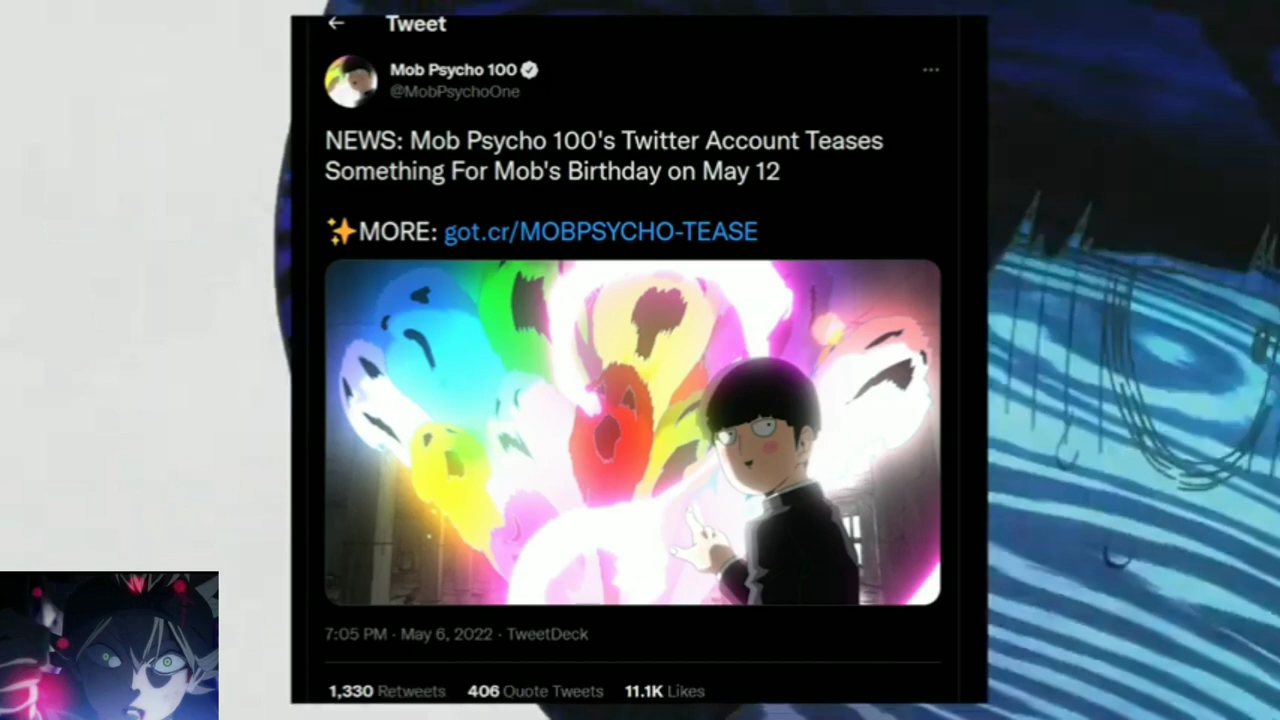 Tweet
Mob Psycho 100
@MobPsychoOne
NEWS: Mob Psycho 100's Twitter Account Teases
Something For Mob's Birthday on May 12
✨MORE: got.cr/MOBPSYCHO-TEASE
7:05 PM · May 6, 2022 · TweetDeck
1,330 Retweets 406 Quote Tweets 11.1K Likes